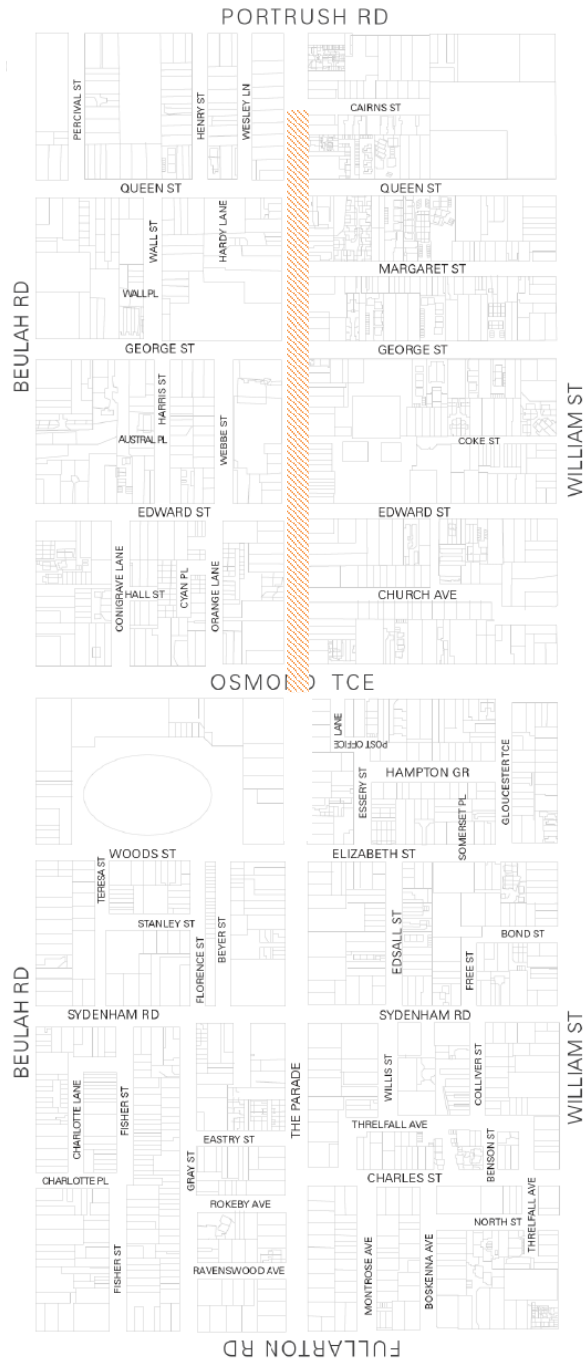 PORTRUSH RD
PERCIVAL ST
HENRY ST
WESLEY LN
CAIRNS ST
QUEEN ST
QUEEN ST
WALL ST
HARDY LANE
MARGARET ST
WALL PL
BEULAH RD
GEORGE ST
GEORGE ST
HARRIS ST
AUSTRAL PL
WEBBE ST
COKE ST
WILLIAM ST
EDWARD ST
EDWARD ST
CONIGRAVE LANE
HALL ST
CYAN PL
ORANGE LANE
CHURCH AVE
OSMOND TCE
POST OFFICE
LANE
ESSERY ST
HAMPTON GR
SOMERSET PL
GLOUCESTER TCE
WOODS ST
ELIZABETH ST
TERESA ST
STANLEY ST
FLORENCE ST
BEYER ST
EDSALL ST
FREE ST
BOND ST
BEULAH RD
SYDENHAM RD
SYDENHAM RD
WILLIAM ST
CHARLOTTE LANE
FISHER ST
THE PARADE
WILLIS ST
COLLIVER ST
THRELFALL AVE
EASTRY ST
GRAY ST
BENSON ST
CHARLOTTE PL
CHARLES ST
ROKEBY AVE
THRELFALL AVE
NORTH ST
FISHER ST
RAVENSWOOD AVE
MONTROSE AVE
BOSKENNA AVE
FULLARTON RD